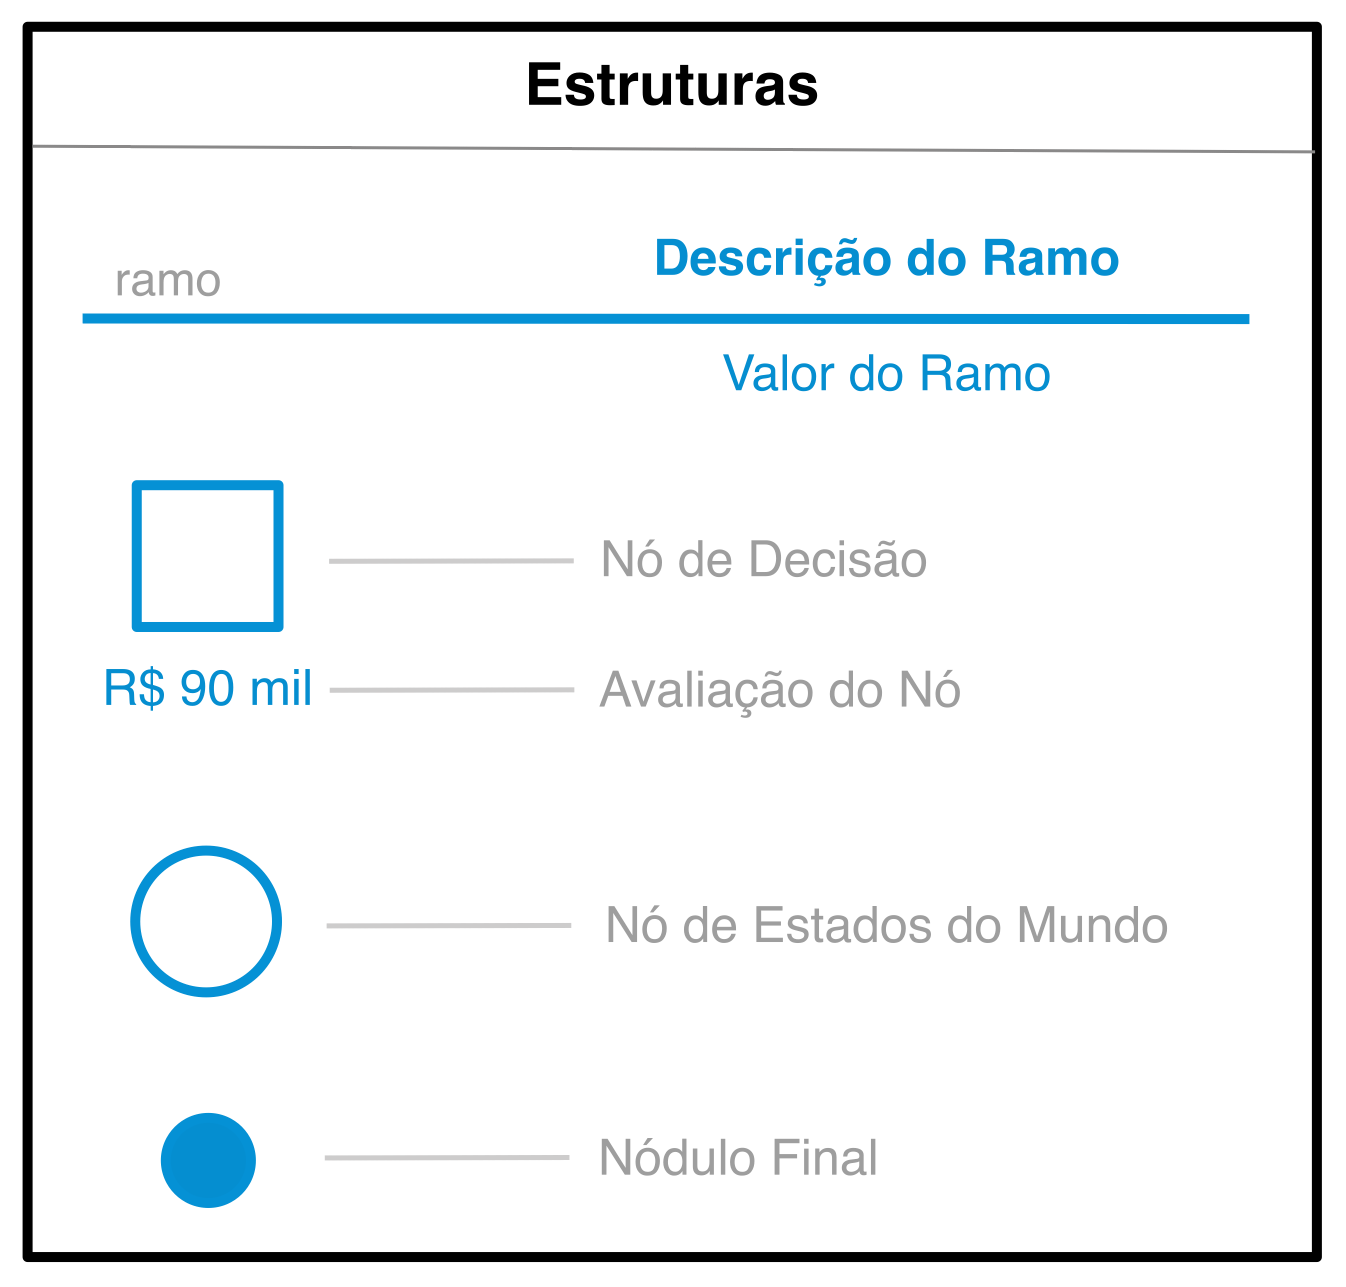 Estruturas
ramo
Descrição do Ramo
Valor do Ramo
Nó de Decisão
R$ 90 mil
Avaliação do Nó
Nó de Estados do Mundo
Nódulo Final